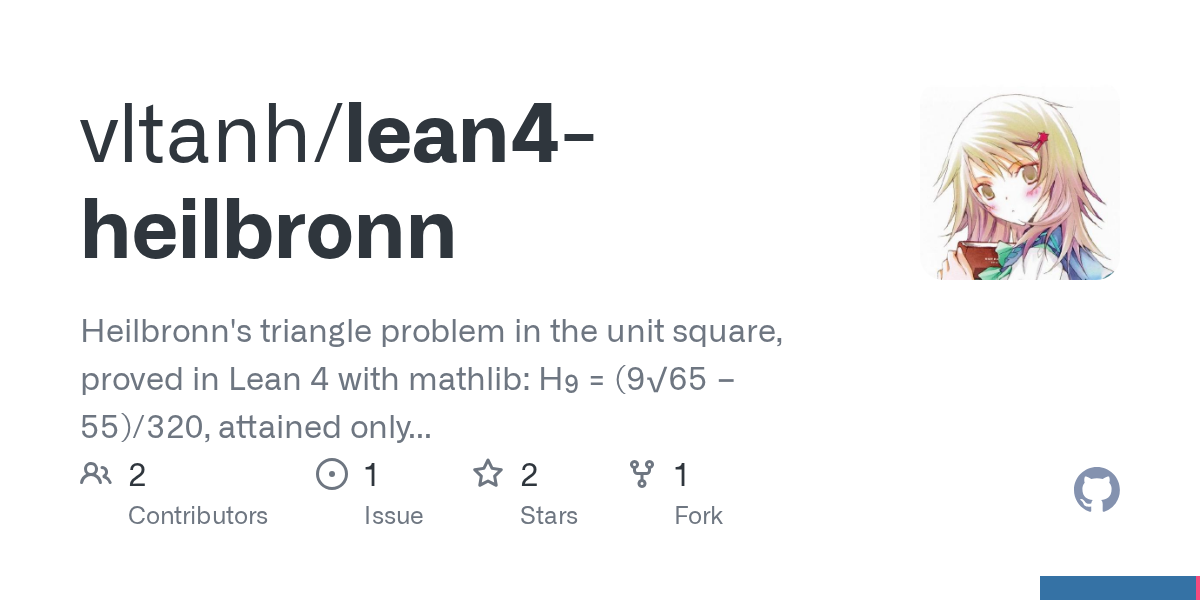 vltanh/lean4-
heilbronn
Heilbronn's triangle problem in the unit square,
proved in Lean 4 with mathlib: H₉ = (9√65 −
55)/320, attained only...
2 1 2 1
Contributors Issue Stars Fork